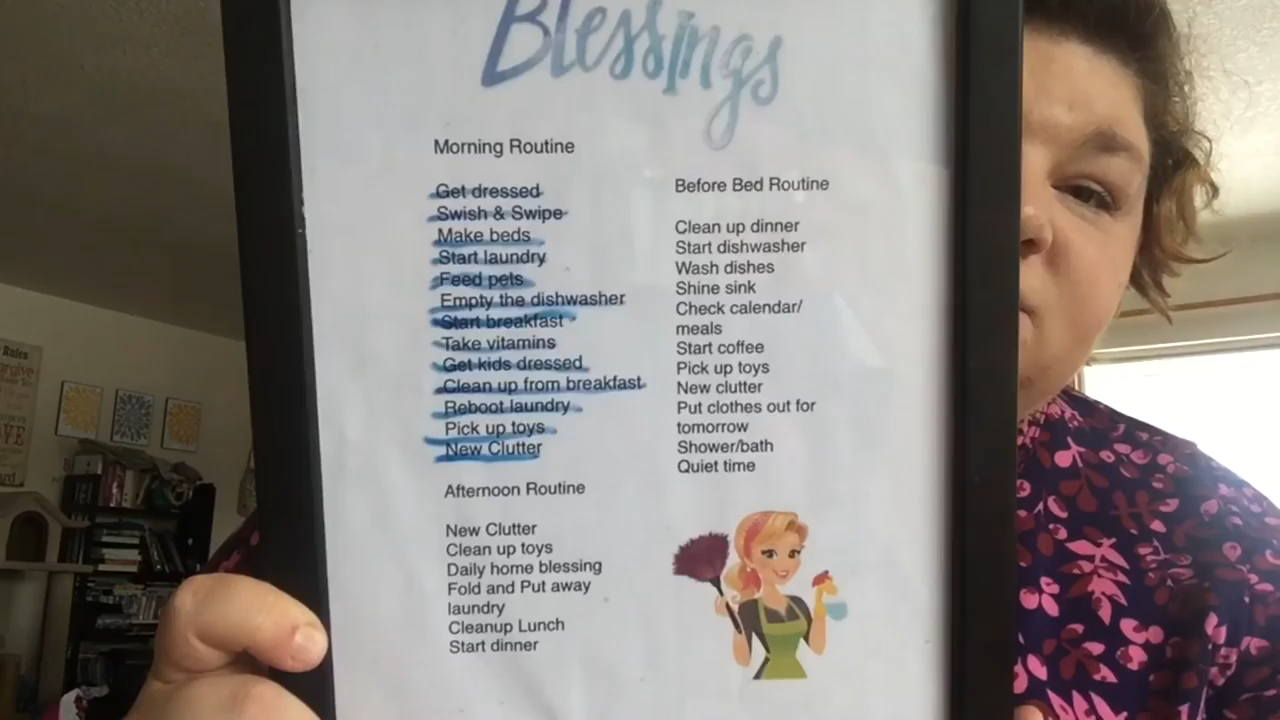 Blessings
Morning Routine
Get dressed
Swish & Swipe
Make beds
Start laundry
Feed pets
Empty the dishwasher
Start breakfast
Take vitamins
Get kids dressed
Clean up from breakfast
Reboot laundry
Pick up toys
New Clutter
Afternoon Routine
New Clutter
Clean up toys
Daily home blessing
Fold and Put away
laundry
Cleanup Lunch
Start dinner
Before Bed Routine
Clean up dinner
Start dishwasher
Wash dishes
Shine sink
Check calendar/
meals
Start coffee
Pick up toys
New clutter
Put clothes out for
tomorrow
Shower/bath
Quiet time
Rules